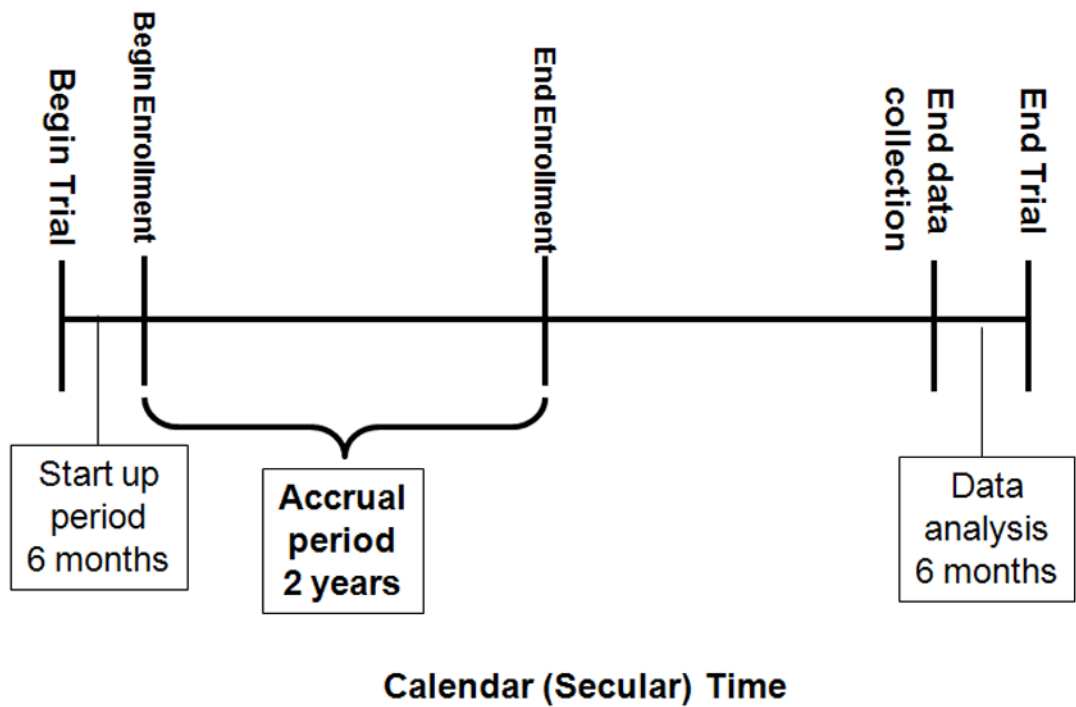 Begin Trial
Begin Enrollment
End Enrollment
End data
collection
End Trial
Start up
period
6 months
Accrual
period
2 years
Data
analysis
6 months
Calendar (Secular) Time